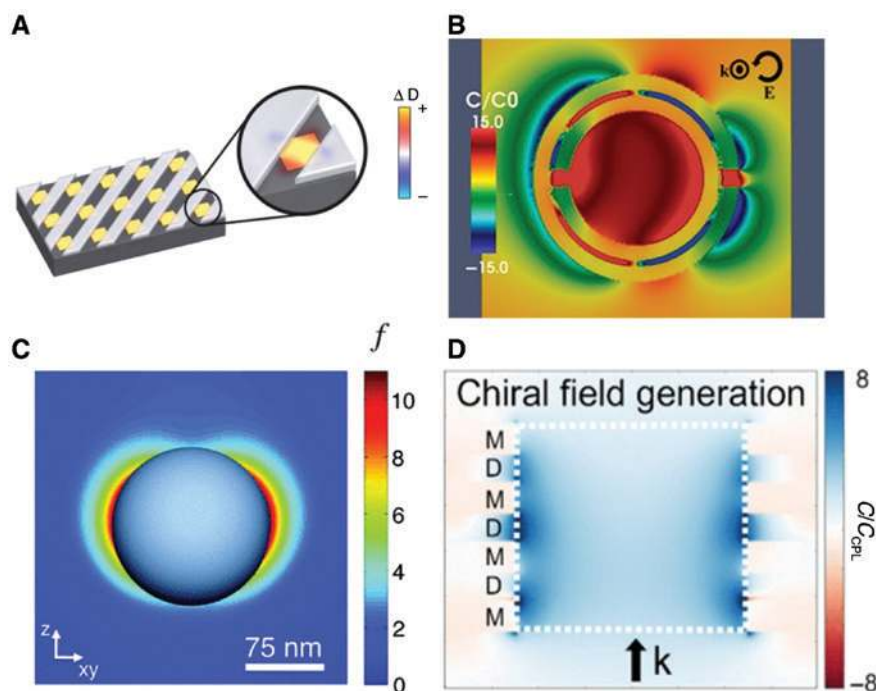 A
Δ D
+
−
B
C/C0
15.0
−15.0
k
E
C
f
10
8
6
4
2
0
z
xy
75 nm
D
Chiral field generation
M
D
M
D
M
D
M
k
8
C/C_CPL
−8